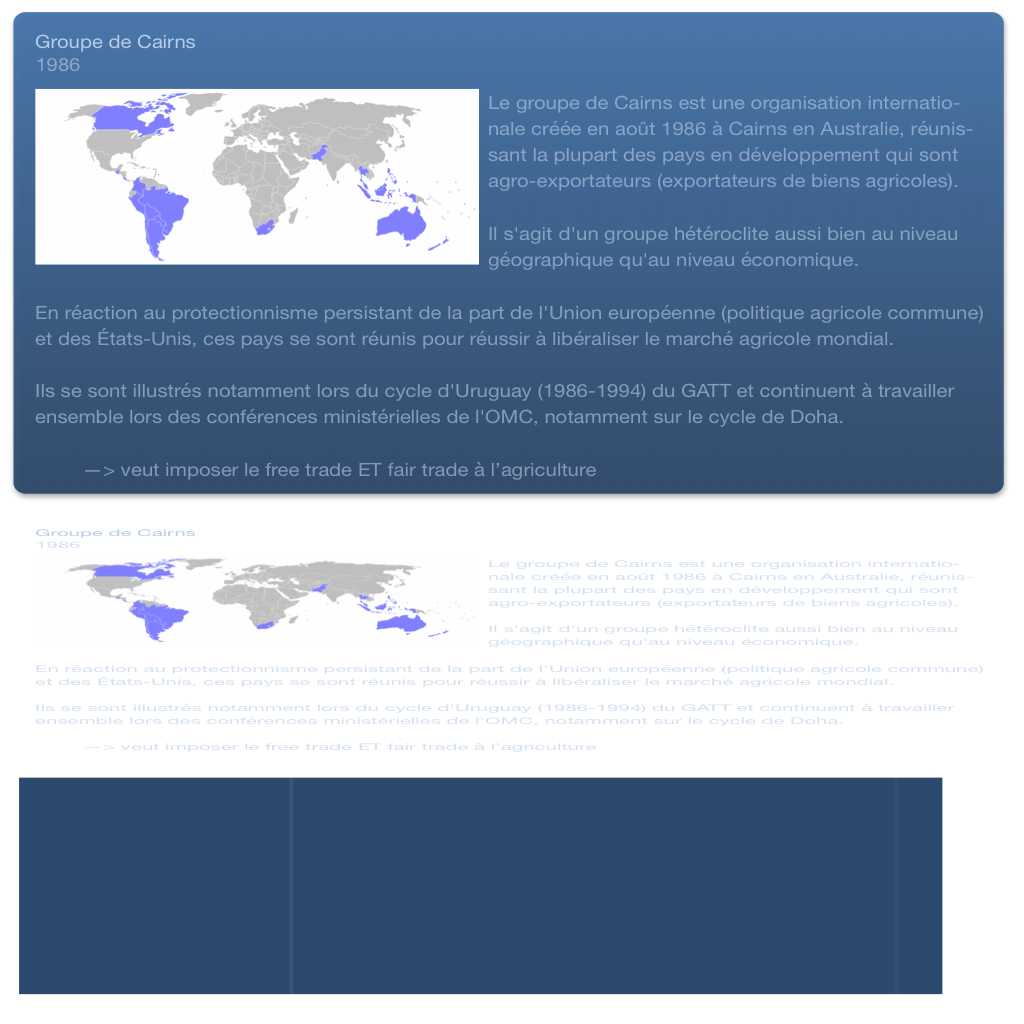 Groupe de Cairns
1986
Le groupe de Cairns est une organisation internatio-
nale créée en août 1986 à Cairns en Australie, réunis-
sant la plupart des pays en développement qui sont
agro-exportateurs (exportateurs de biens agricoles).
Il s'agit d'un groupe hétéroclite aussi bien au niveau
géographique qu'au niveau économique.
En réaction au protectionnisme persistant de la part de l'Union européenne (politique agricole commune)
et des États-Unis, ces pays se sont réunis pour réussir à libéraliser le marché agricole mondial.
Ils se sont illustrés notamment lors du cycle d'Uruguay (1986-1994) du GATT et continuent à travailler
ensemble lors des conférences ministérielles de l'OMC, notamment sur le cycle de Doha.
—> veut imposer le free trade ET fair trade à l’agriculture
Groupe de Cairns
1986
Le groupe de Cairns est une organisation internatio-
nale créée en août 1986 à Cairns en Australie, réunis-
sant la plupart des pays en développement qui sont
agro-exportateurs (exportateurs de biens agricoles).
Il s'agit d'un groupe hétéroclite aussi bien au niveau
géographique qu'au niveau économique.
En réaction au protectionnisme persistant de la part de l'Union européenne (politique agricole commune)
et des États-Unis, ces pays se sont réunis pour réussir à libéraliser le marché agricole mondial.
Ils se sont illustrés notamment lors du cycle d'Uruguay (1986-1994) du GATT et continuent à travailler
ensemble lors des conférences ministérielles de l'OMC, notamment sur le cycle de Doha.
—> veut imposer le free trade ET fair trade à l’agriculture